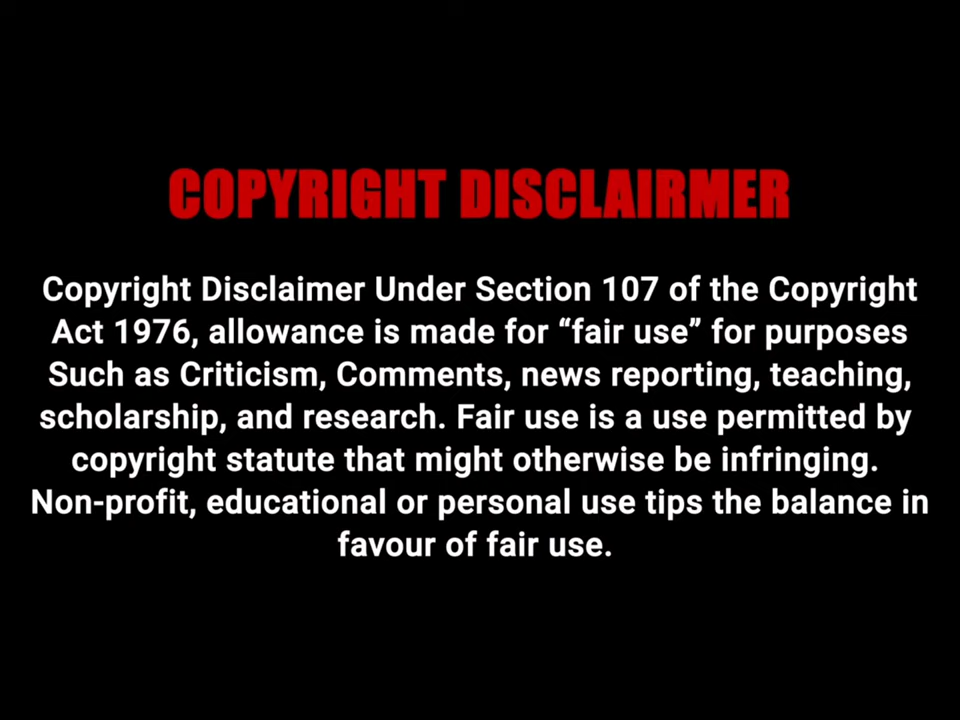 COPYRIGHT DISCLAIRMER
Copyright Disclaimer Under Section 107 of the Copyright
Act 1976, allowance is made for “fair use” for purposes
Such as Criticism, Comments, news reporting, teaching,
scholarship, and research. Fair use is a use permitted by
copyright statute that might otherwise be infringing.
Non-profit, educational or personal use tips the balance in
favour of fair use.